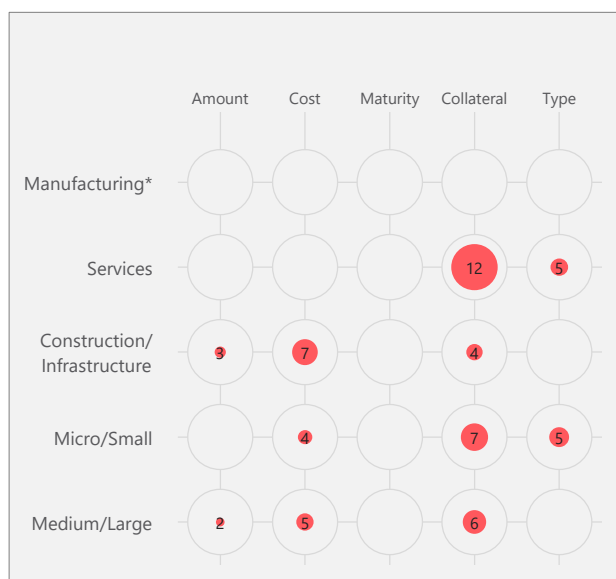 Amount Cost Maturity Collateral Type
Manufacturing*
Services 12 5
Construction/
Infrastructure 3 7 4
Micro/Small 4 7 5
Medium/Large 2 5 6